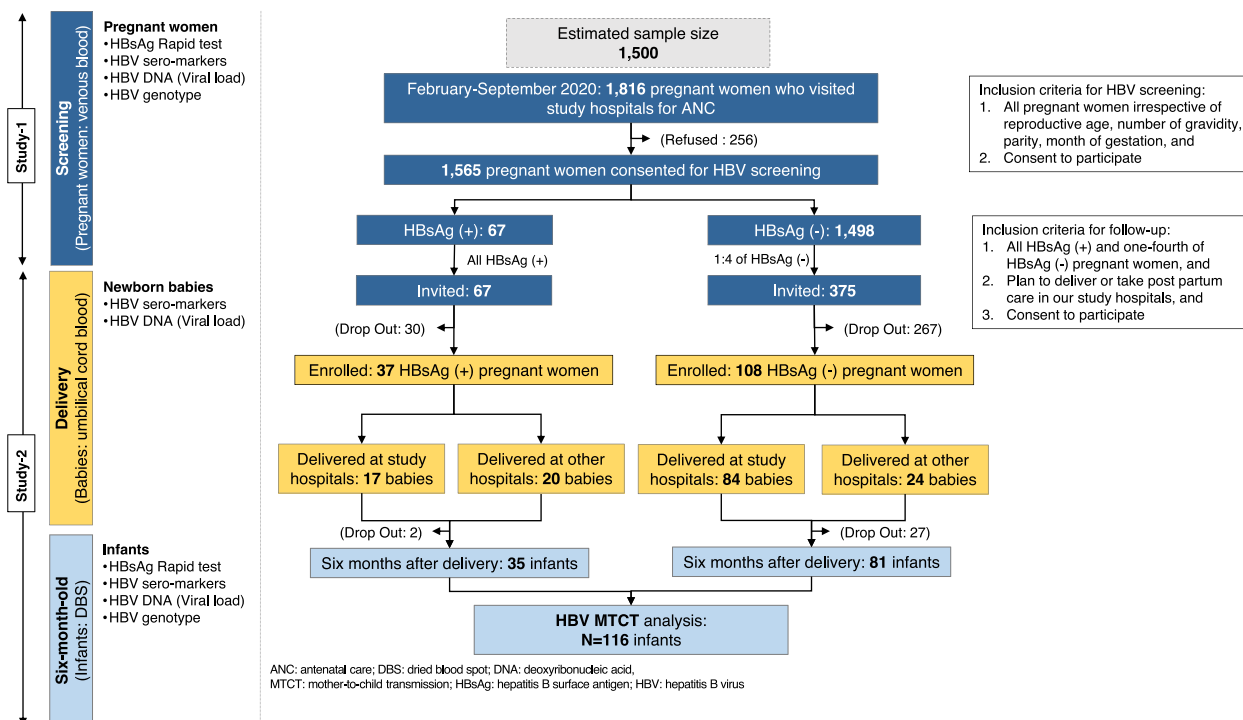 Study-1
Study-2
Screening
(Pregnant women: venous blood)
Delivery
(Babies: umbilical cord blood)
Six-month-old
(Infants: DBS)
Pregnant women
•HBsAg Rapid test
•HBV sero-markers
•HBV DNA (Viral load)
•HBV genotype
Newborn babies
•HBV sero-markers
•HBV DNA (Viral load)
Infants
•HBsAg Rapid test
•HBV sero-markers
•HBV DNA (Viral load)
•HBV genotype
Estimated sample size
1,500
February-September 2020: 1,816 pregnant women who visited
study hospitals for ANC
(Refused : 256)
1,565 pregnant women consented for HBV screening
HBsAg (+): 67
HBsAg (-): 1,498
All HBsAg (+)
1:4 of HBsAg (-)
Invited: 67
Invited: 375
(Drop Out: 30)
(Drop Out: 267)
Enrolled: 37 HBsAg (+) pregnant women
Enrolled: 108 HBsAg (-) pregnant women
Delivered at study
hospitals: 17 babies
Delivered at other
hospitals: 20 babies
Delivered at study
hospitals: 84 babies
Delivered at other
hospitals: 24 babies
(Drop Out: 2)
(Drop Out: 27)
Six months after delivery: 35 infants
Six months after delivery: 81 infants
HBV MTCT analysis:
N=116 infants
Inclusion criteria for HBV screening:
1. All pregnant women irrespective of
reproductive age, number of gravidity,
parity, month of gestation, and
2. Consent to participate
Inclusion criteria for follow-up:
1. All HBsAg (+) and one-fourth of
HBsAg (-) pregnant women, and
2. Plan to deliver or take post partum
care in our study hospitals, and
3. Consent to participate
ANC: antenatal care; DBS: dried blood spot; DNA: deoxyribonucleic acid,
MTCT: mother-to-child transmission; HBsAg: hepatitis B surface antigen; HBV: hepatitis B virus